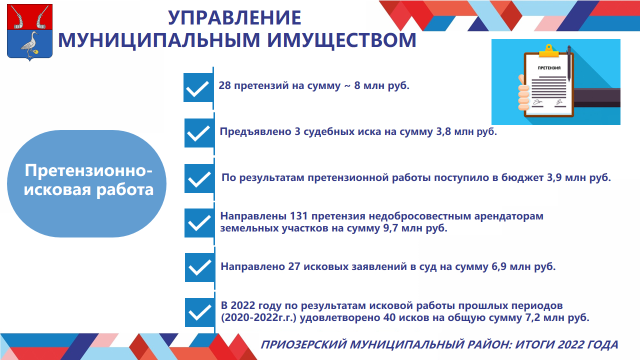 УПРАВЛЕНИЕ
МУНИЦИПАЛЬНЫМ ИМУЩЕСТВОМ
ПРЕТЕНЗИЯ
28 претензий на сумму ~ 8 млн руб.
Предъявлено 3 судебных иска на сумму 3,8 млн руб.
Претензионно-
исковая работа
По результатам претензионной работы поступило в бюджет 3,9 млн руб.
Направлены 131 претензия недобросовестным арендаторам
земельных участков на сумму 9,7 млн руб.
Направлено 27 исковых заявлений в суд на сумму 6,9 млн руб.
В 2022 году по результатам исковой работы прошлых периодов
(2020-2022г.г.) удовлетворено 40 исков на общую сумму 7,2 млн руб.
ПРИОЗЕРСКИЙ МУНИЦИПАЛЬНЫЙ РАЙОН: ИТОГИ 2022 ГОДА